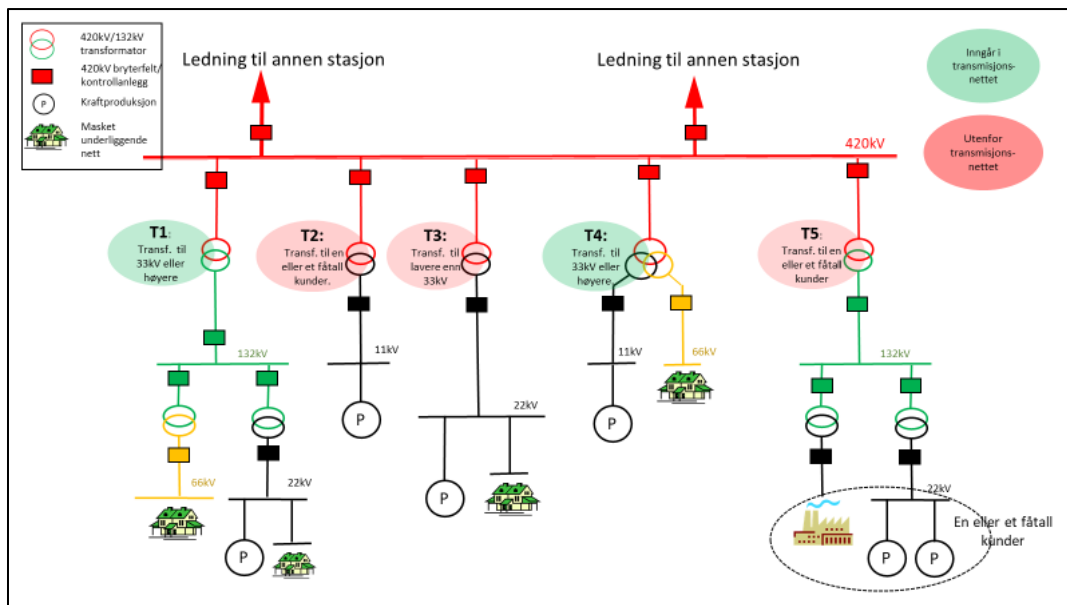 420kV/132kV
transformator
420kV bryterfelt/
kontrollanlegg
P
Kraftproduksjon
Masket
underliggende
nett
Ledning til annen stasjon
Ledning til annen stasjon
Inngår i
transmisjons-
nettet
Utenfor
transmisjons-
nettet
420kV
T1:
Transf. til
33kV eller
høyere
T2:
Transf. til en
eller et fåtall
kunder.
T3:
Transf. til
lavere enn
33kV
T4:
Transf. til
33kV eller
høyere.
T5:
Transf. til en
eller et fåtall
kunder
132kV
11kV
11kV
66kV
132kV
P
P
22kV
66kV
22kV
P
22kV
P
P
P
En eller et fåtall
kunder